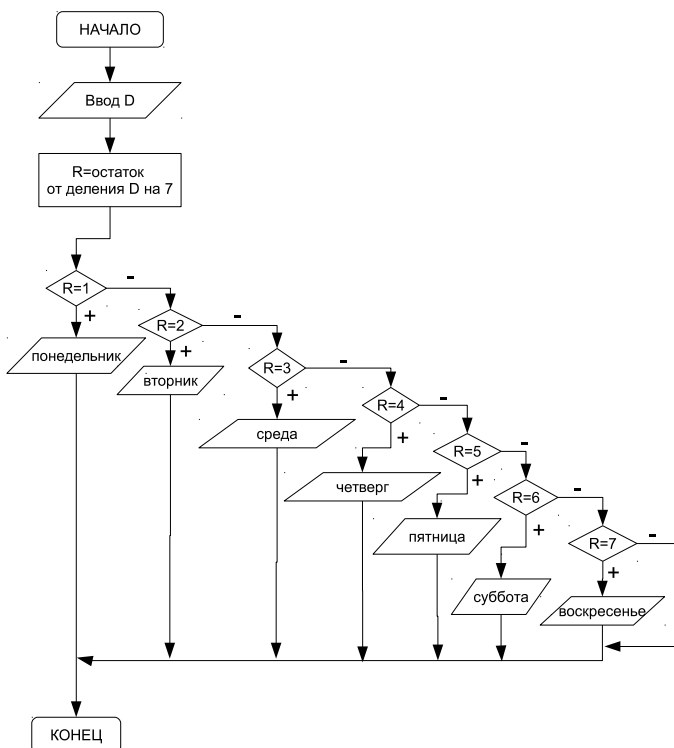 НАЧАЛО
Ввод D
R=остаток
от деления D на 7
R=1
-
+
понедельник
R=2
-
+
вторник
R=3
-
+
среда
R=4
-
+
четверг
R=5
-
+
пятница
R=6
-
+
суббота
R=7
-
+
воскресенье
КОНЕЦ